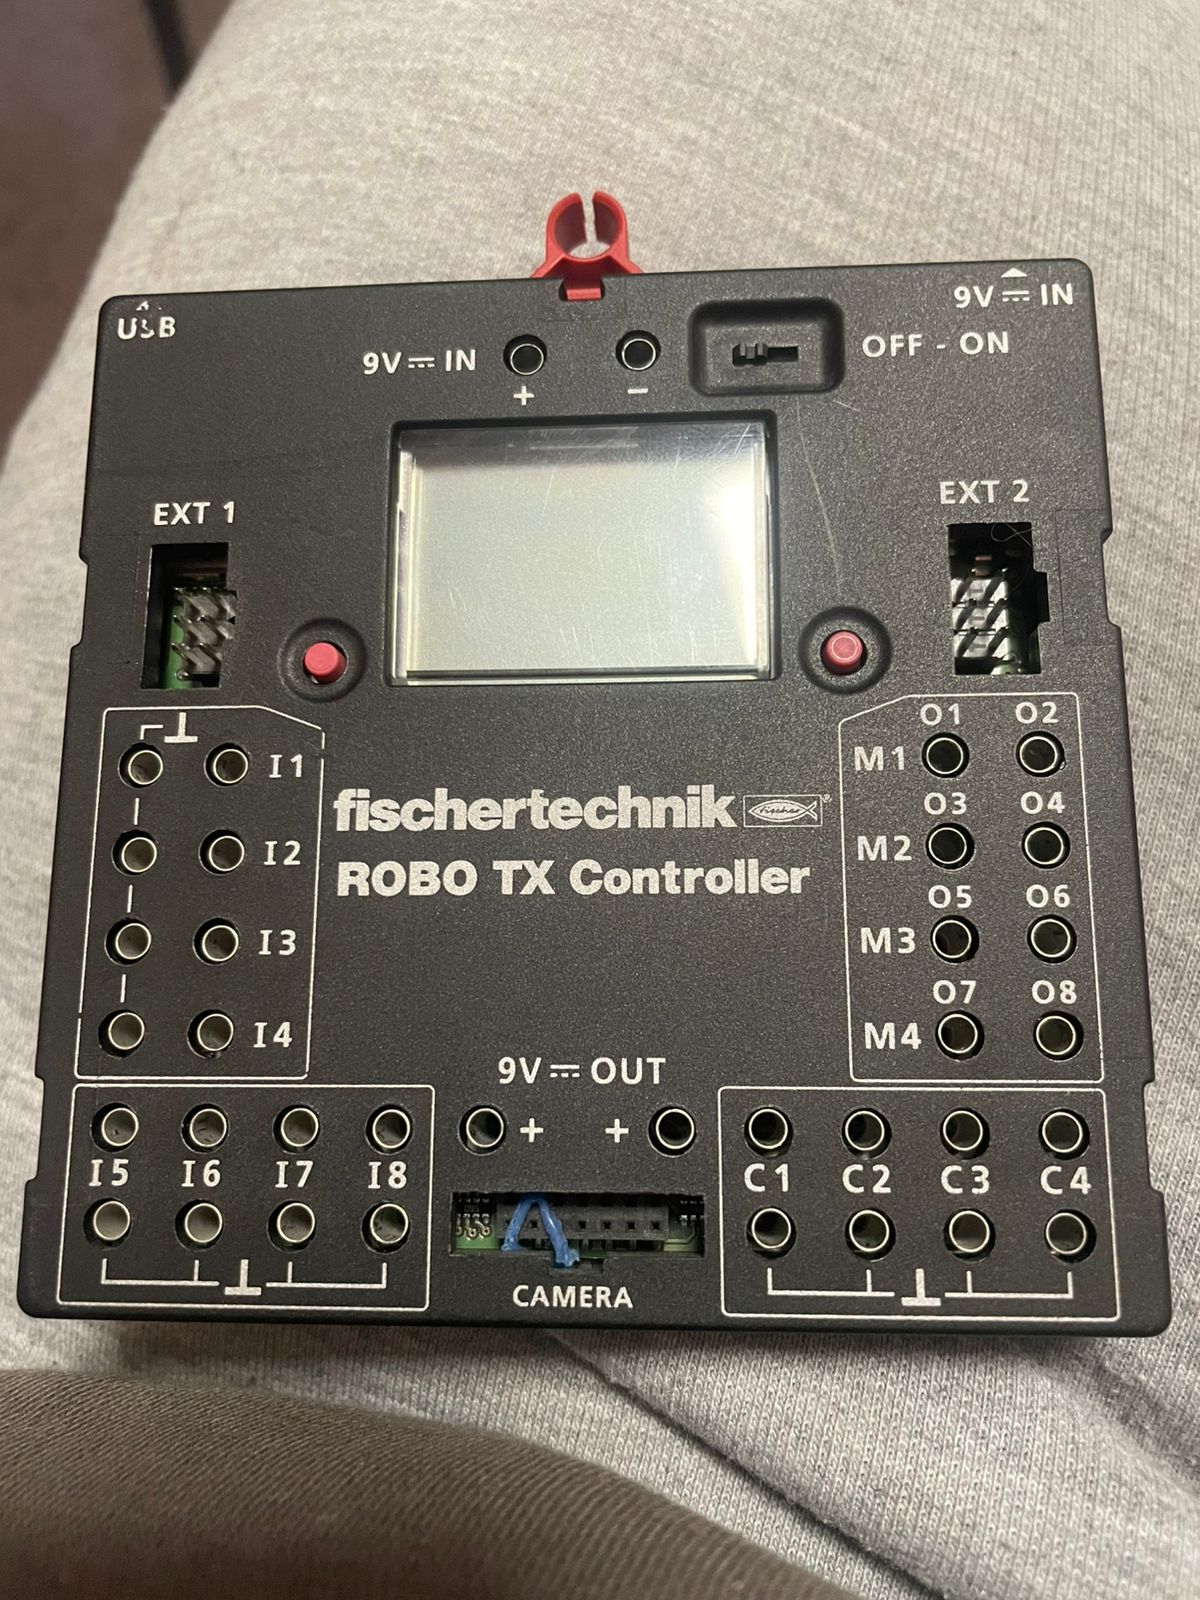 USB
9V IN
9V IN
+ −
OFF - ON
EXT 1
EXT 2
I1
I2
I3
I4
fischertechnik fischer®
ROBO TX Controller
O1 O2
M1
O3 O4
M2
O5 O6
M3
O7 O8
M4
9V OUT
+ +
I5 I6 I7 I8
C1 C2 C3 C4
CAMERA